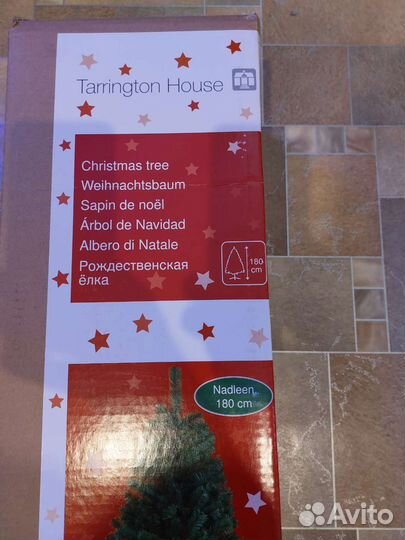 Tarrington House
Christmas tree
Weihnachtsbaum
Sapin de noël
Árbol de Navidad
Albero di Natale
Рождественская
ёлка
180
cm
Nadleen
180 cm
Avito